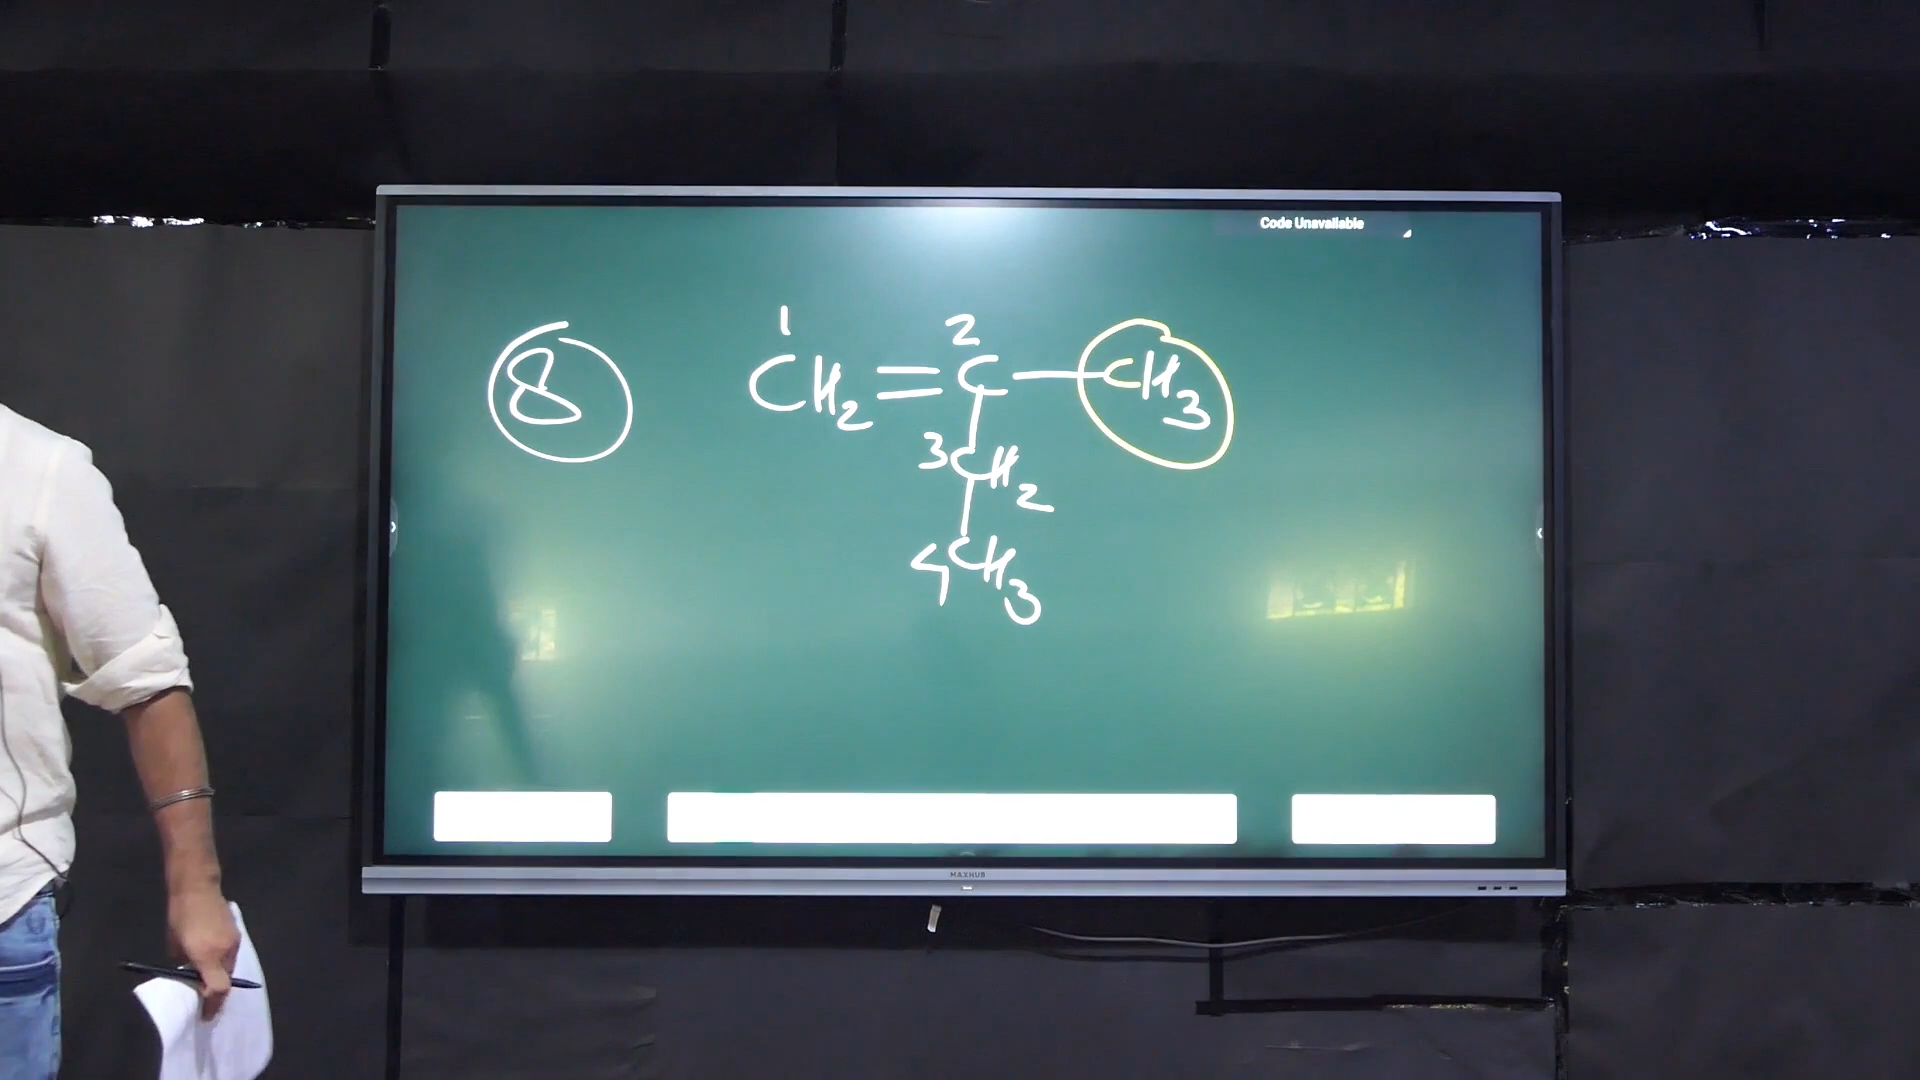 Code Unavailable
1 2
8 CH2=C—CH3
3CH2
4CH3
MAXHUB